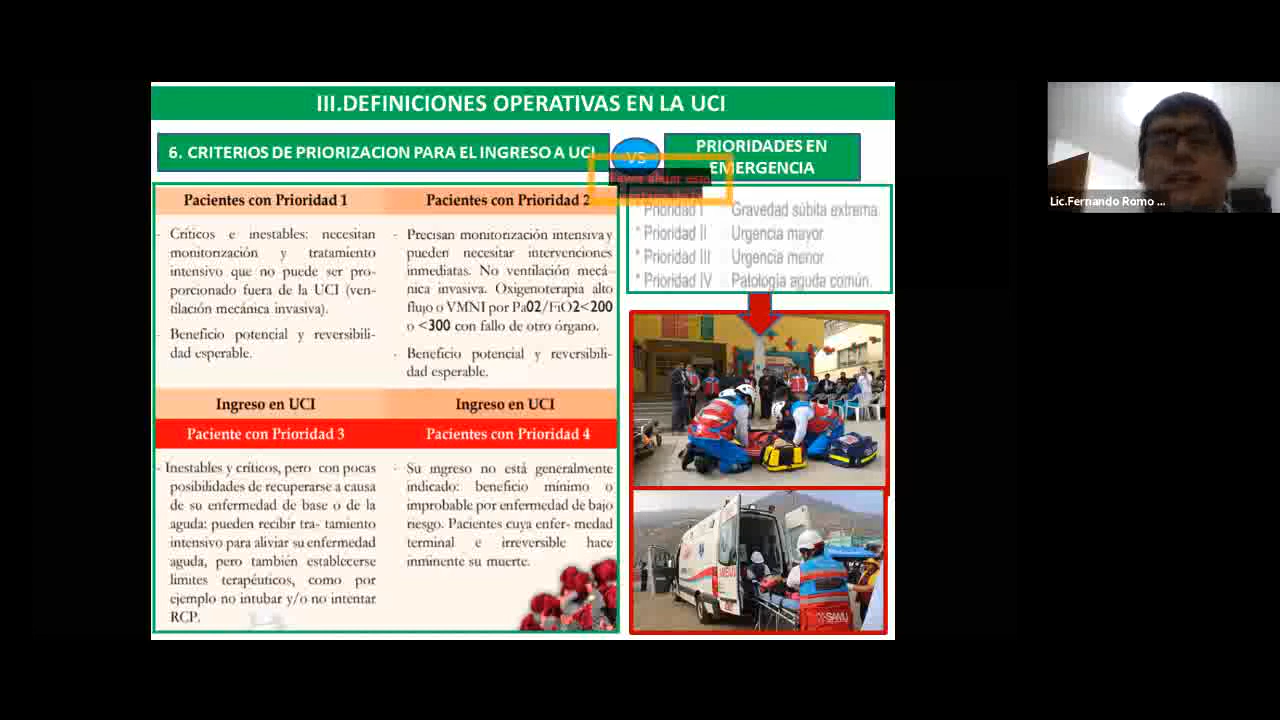 III.DEFINICIONES OPERATIVAS EN LA UCI
6. CRITERIOS DE PRIORIZACION PARA EL INGRESO A UCI
VS
PRIORIDADES EN
EMERGENCIA
Pacientes con Prioridad 1
- Críticos e inestables: necesitan
monitorización y tratamiento
intensivo que no puede ser pro-
porcionado fuera de la UCI (ven-
tilación mecánica invasiva).
- Beneficio potencial y reversibili-
dad esperable.
Pacientes con Prioridad 2
- Precisan monitorización intensiva y
pueden necesitar intervenciones
inmediatas. No ventilación mecá-
nica invasiva. Oxigenoterapia alto
flujo o VMNI por Pa02/FiO2<200
o <300 con fallo de otro órgano.
- Beneficio potencial y reversibili-
dad esperable.
Ingreso en UCI
Ingreso en UCI
Paciente con Prioridad 3
- Inestables y críticos, pero con pocas
posibilidades de recuperarse a causa
de su enfermedad de base o de la
aguda: pueden recibir tra- tamiento
intensivo para aliviar su enfermedad
aguda, pero también establecerse
limites terapéuticos, como por
ejemplo no intubar y/o no intentar
RCP.
Pacientes con Prioridad 4
- Su ingreso no está generalmente
indicado: beneficio mínimo o
improbable por enfermedad de bajo
riesgo. Pacientes cuya enfer- medad
terminal e irreversible hace
inminente su muerte.
* Prioridad I Gravedad súbita extrema.
* Prioridad II Urgencia mayor
* Prioridad III Urgencia menor
* Prioridad IV Patología aguda común.
SAMU
Lic.Fernando Romo ...